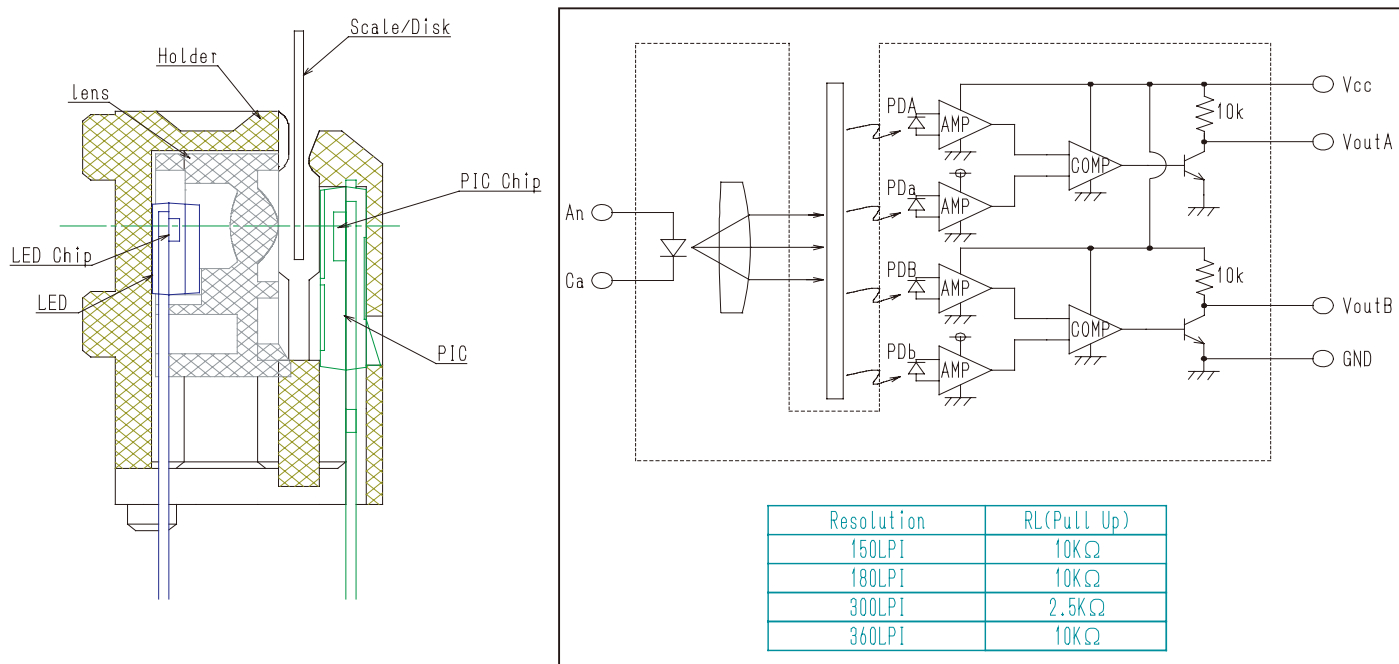 Scale/Disk
Holder
lens
PIC Chip
LED Chip
LED
PIC
An
Ca
PDA
AMP
PDa
AMP
COMP
10k
Vcc
VoutA
PDB
AMP
PDb
AMP
COMP
10k
VoutB
GND
Resolution RL(Pull Up)
150LPI 10KΩ
180LPI 10KΩ
300LPI 2.5KΩ
360LPI 10KΩ